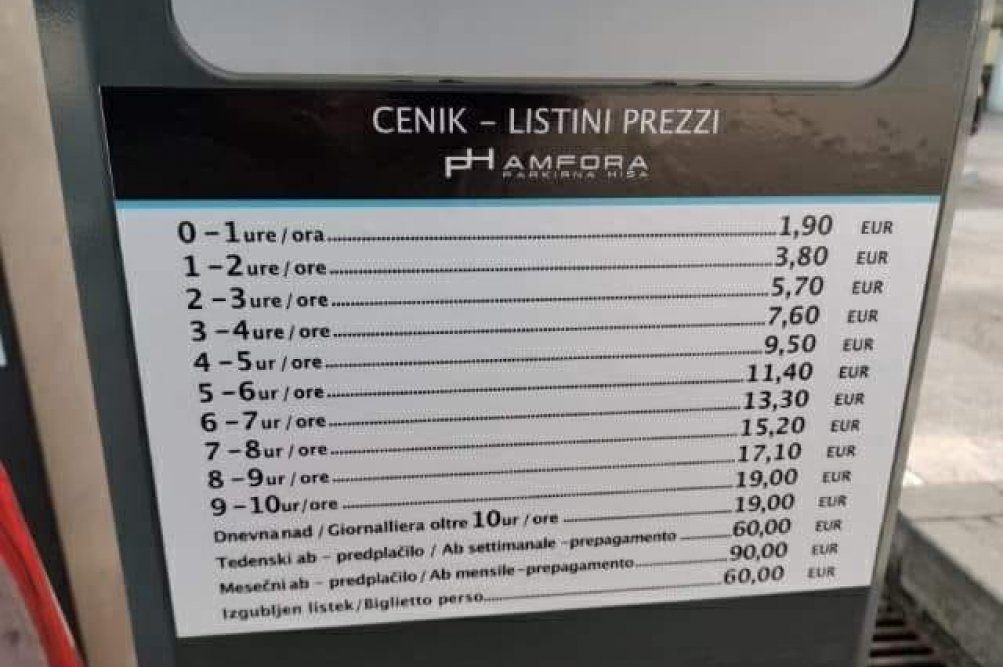 CENIK – LISTINI PREZZI
pH AMFORA
PARKIRNA HIŠA
0 – 1 ure / ora 1,90 EUR
1 – 2 ure / ore 3,80 EUR
2 – 3 ure / ore 5,70 EUR
3 – 4 ure / ore 7,60 EUR
4 – 5 ur / ore 9,50 EUR
5 – 6 ur / ore 11,40 EUR
6 – 7 ur / ore 13,30 EUR
7 – 8 ur / ore 15,20 EUR
8 – 9 ur / ore 17,10 EUR
9 – 10 ur/ore 19,00 EUR
Dnevna nad / Giornalliera oltre 10 ur / ore 19,00 EUR
Tedenski ab – predplačilo / Ab settimanale –prepagamento 60,00 EUR
Mesečni ab – predplačilo / Ab mensile –prepagamento 90,00 EUR
Izgubljen listek / Biglietto perso 60,00 EUR